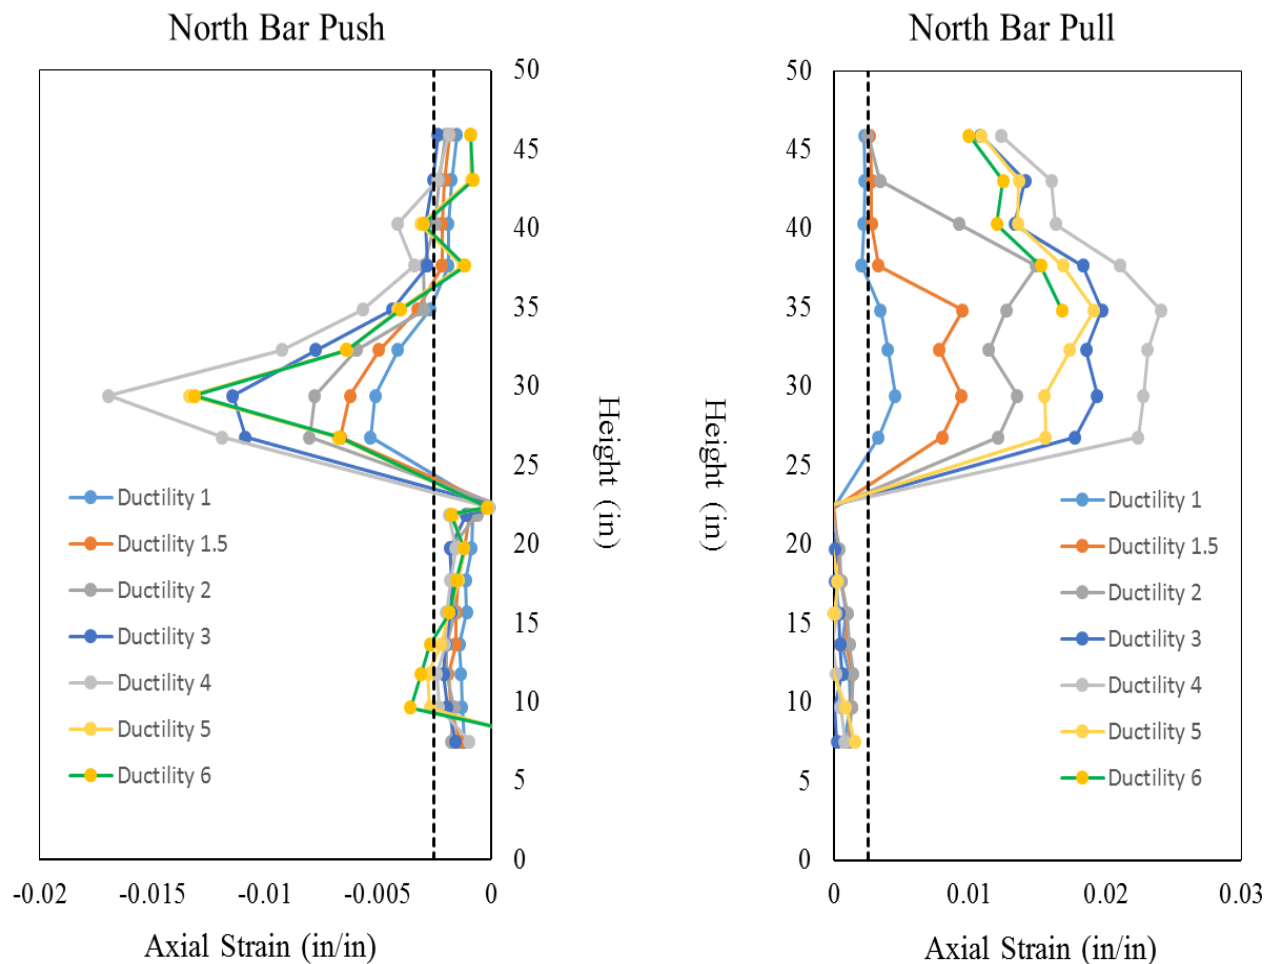 North Bar Push
50
45
40
35
30
25
20
15
10
5
0
-0.02
-0.015
-0.01
-0.005
0
Axial Strain (in/in)
Height (in)
Ductility 1
Ductility 1.5
Ductility 2
Ductility 3
Ductility 4
Ductility 5
Ductility 6
North Bar Pull
50
45
40
35
30
25
20
15
10
5
0
0
0.01
0.02
0.03
Axial Strain (in/in)
Height (in)
Ductility 1
Ductility 1.5
Ductility 2
Ductility 3
Ductility 4
Ductility 5
Ductility 6